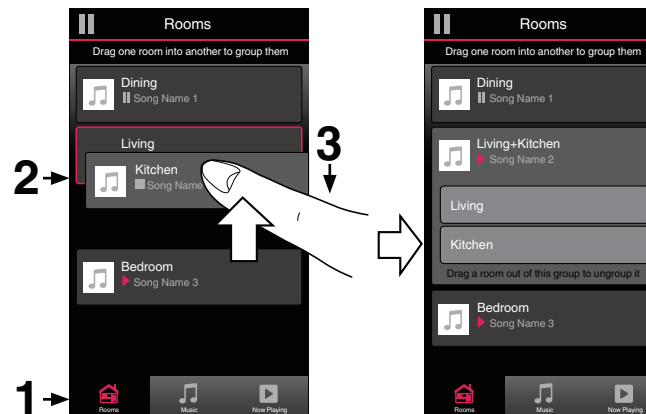 Rooms
Drag one room into another to group them
Dining
Song Name 1
Living
Kitchen
Song Name
Bedroom
Song Name 3
Rooms
Music
Now Playing
1
2
3
Rooms
Drag one room into another to group them
Dining
Song Name 1
Living+Kitchen
Song Name 2
Living
Kitchen
Drag a room out of this group to ungroup it
Bedroom
Song Name 3
Rooms
Music
Now Playing